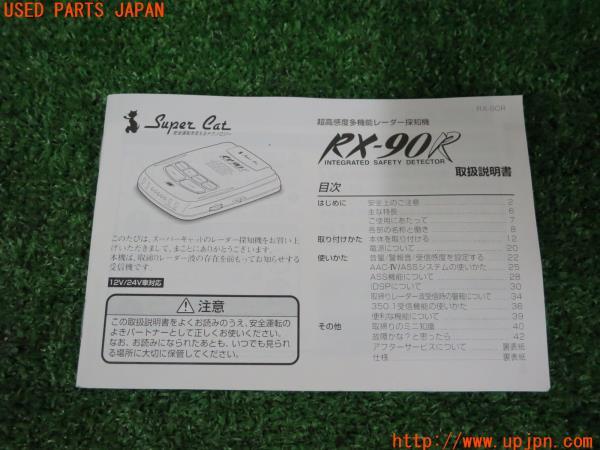 USED PARTS JAPAN
RX-90R
Super Cat
安全運転を支えるテクノロジー
超高感度多機能レーダー探知機
RX-90R
INTEGRATED SAFETY DETECTOR
取扱説明書
このたびは、スーパーキャットのレーダー探知機をお買い上
げいただきまして、まことにありがとうございます。
本機は、取締りレーダー波の存在を前もってお知らせする
受信機です。
12V/24V車対応
注意
この取扱説明書をよくお読みのうえ、安全運転の
よきパートナーとして正しくお使いください。
なお、お読みになられたあとも、いつでも見られ
る場所に大切に保管してください。
目次
はじめに 安全上のご注意 2
主な特長 6
ご使用にあたって 7
各部の名称と働き 8
取り付けかた 本体を取り付ける 12
電源について 20
使いかた 音量/警報音/受信感度を設定する 22
AAC-Ⅳ/ASSシステムの使いかた 25
ASS機能について 28
iDSPについて 30
取締りレーダー波受信時の警報について 34
350.1受信機能の使いかた 36
便利な機能について 39
その他 取締りのミニ知識 40
故障かな?と思ったら 42
アフターサービスについて 裏表紙
仕様 裏表紙
http://www.upjpn.com/